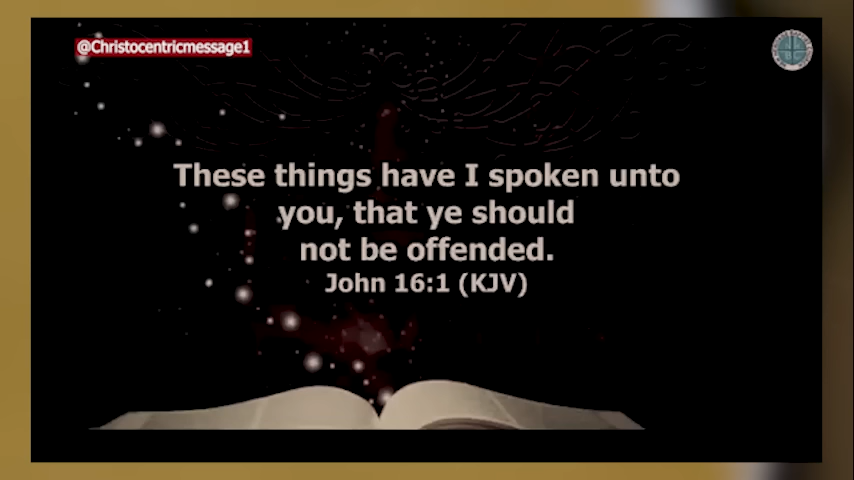 @Christocentricmessage1
These things have I spoken unto
you, that ye should
not be offended.
John 16:1 (KJV)